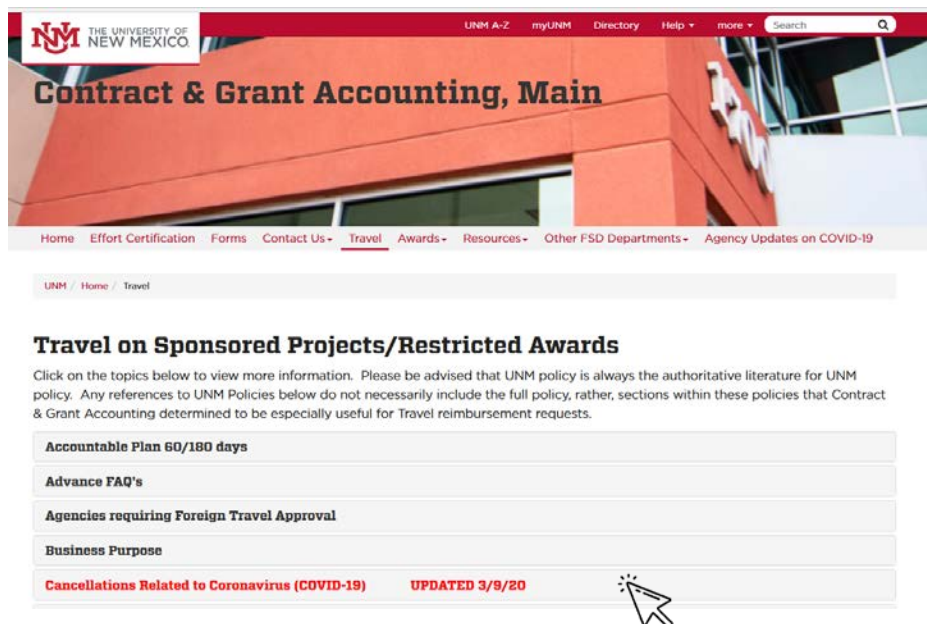 UNM A-Z myUNM Directory Help more Search
UNM THE UNIVERSITY OF
NEW MEXICO
Contract & Grant Accounting, Main
Home Effort Certification Forms Contact Us Travel Awards Resources Other FSD Departments Agency Updates on COVID-19
UNM / Home / Travel
Travel on Sponsored Projects/Restricted Awards
Click on the topics below to view more information. Please be advised that UNM policy is always the authoritative literature for UNM
policy. Any references to UNM Policies below do not necessarily include the full policy, rather, sections within these policies that Contract
& Grant Accounting determined to be especially useful for Travel reimbursement requests.
Accountable Plan 60/180 days
Advance FAQ's
Agencies requiring Foreign Travel Approval
Business Purpose
Cancellations Related to Coronavirus (COVID-19) UPDATED 3/9/20